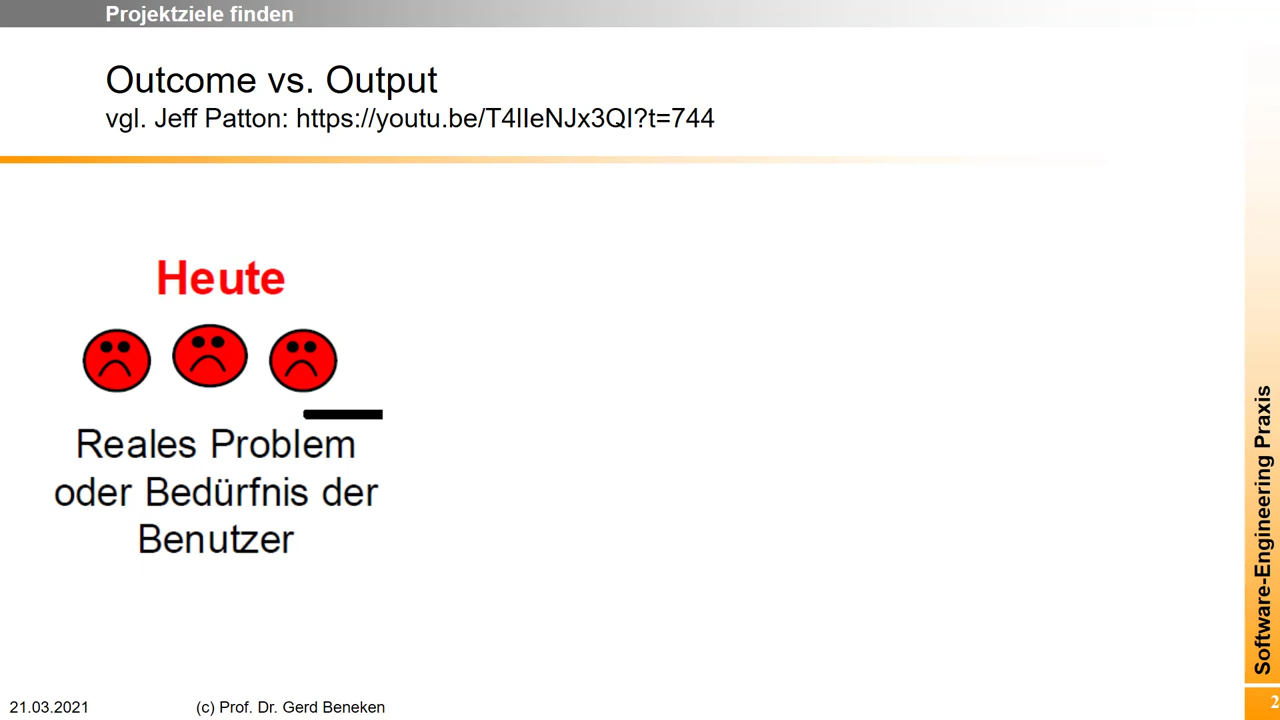 Projektziele finden
Outcome vs. Output
vgl. Jeff Patton: https://youtu.be/T4lIeNJx3QI?t=744
Heute
Reales Problem
oder Bedürfnis der
Benutzer
Software-Engineering Praxis
21.03.2021
(c) Prof. Dr. Gerd Beneken
2